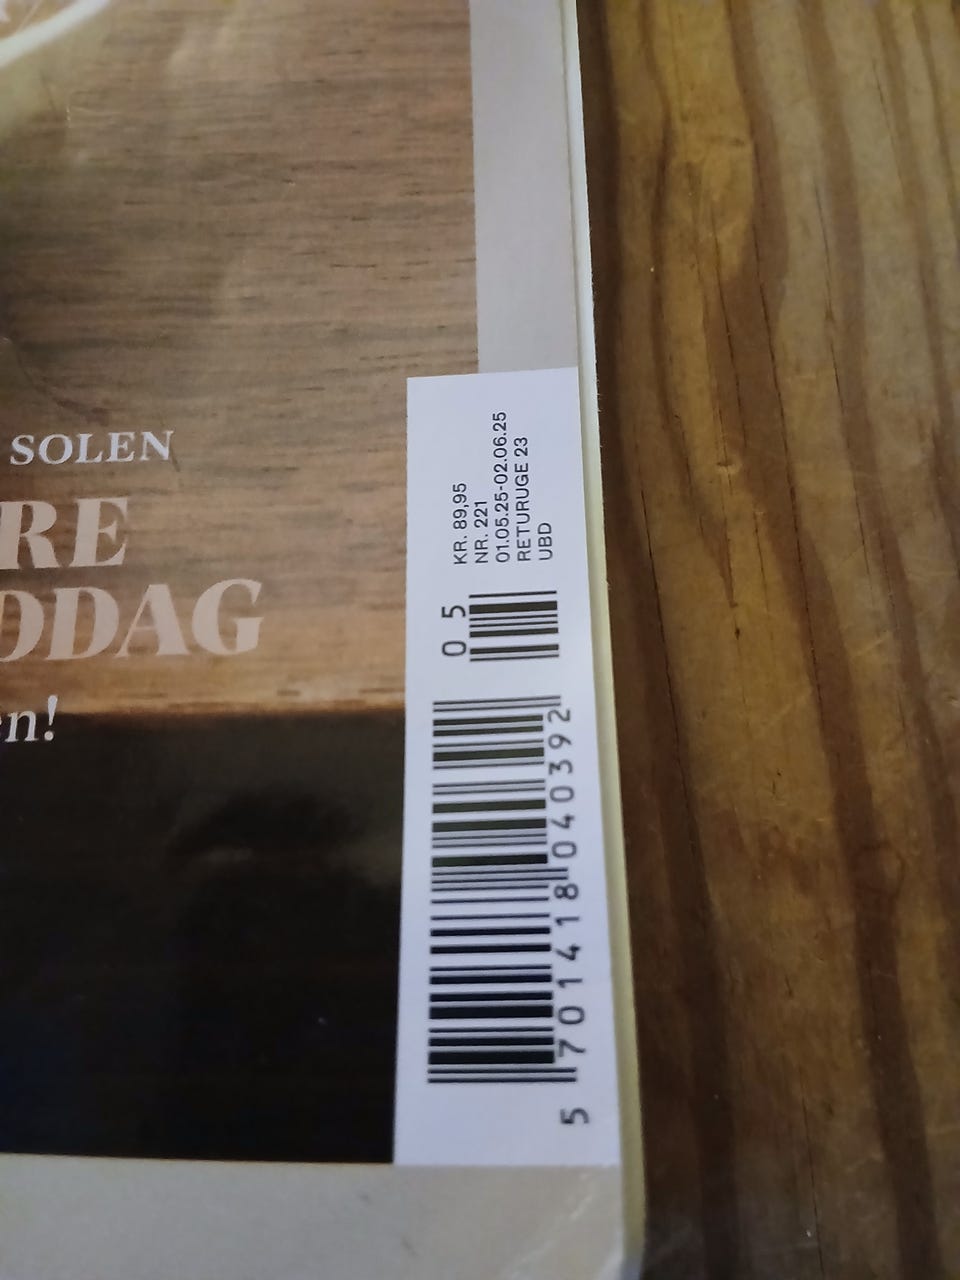 SOLEN
RE
DDAG
en!
KR. 89,95
NR. 221
01.05.25-02.06.25
RETURUGE 23
UBD
05
5 701418 040392